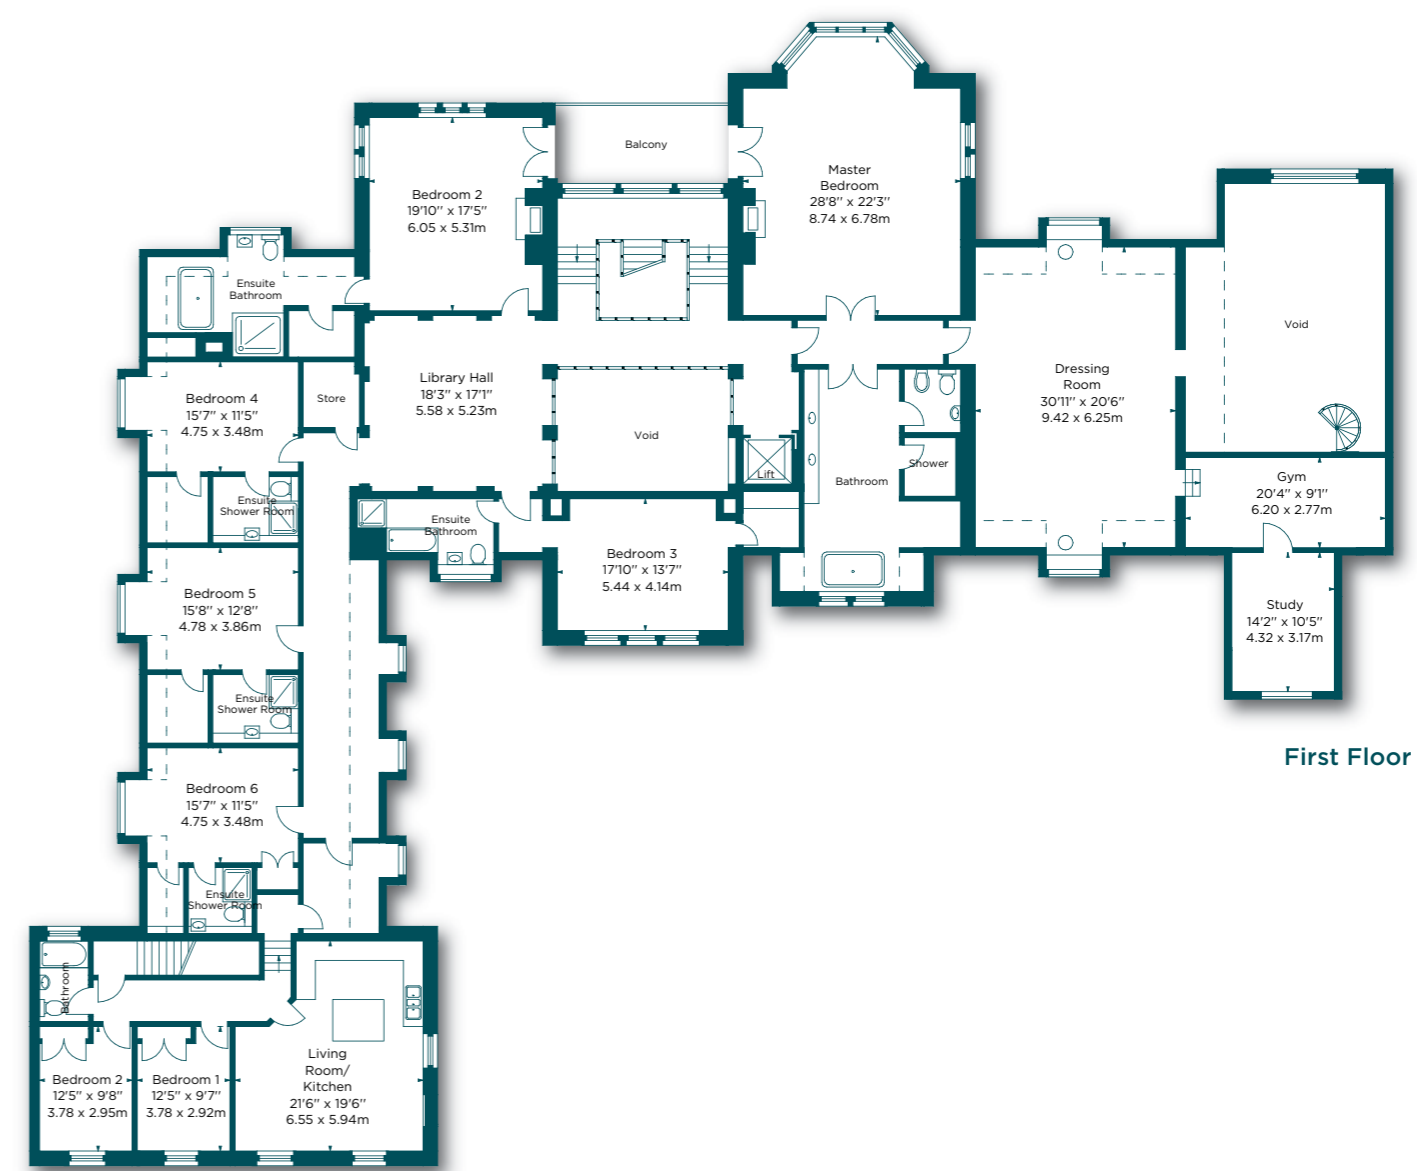 Balcony
Bedroom 2
19'10'' x 17'5''
6.05 x 5.31m
Master
Bedroom
28'8'' x 22'3''
8.74 x 6.78m
Ensuite
Bathroom
Void
Library Hall
18'3'' x 17'1''
5.58 x 5.23m
Dressing
Room
30'11'' x 20'6''
9.42 x 6.25m
Bedroom 4
15'7'' x 11'5''
4.75 x 3.48m
Store
Void
Lift
Shower
Bathroom
Gym
20'4'' x 9'1''
6.20 x 2.77m
Ensuite
Shower Room
Ensuite
Bathroom
Bedroom 3
17'10'' x 13'7''
5.44 x 4.14m
Bedroom 5
15'8'' x 12'8''
4.78 x 3.86m
Study
14'2'' x 10'5''
4.32 x 3.17m
Ensuite
Shower Room
First Floor
Bedroom 6
15'7'' x 11'5''
4.75 x 3.48m
Ensuite
Shower Room
Bathroom
Living
Room/
Kitchen
21'6'' x 19'6''
6.55 x 5.94m
Bedroom 2
12'5'' x 9'8''
3.78 x 2.95m
Bedroom 1
12'5'' x 9'7''
3.78 x 2.92m